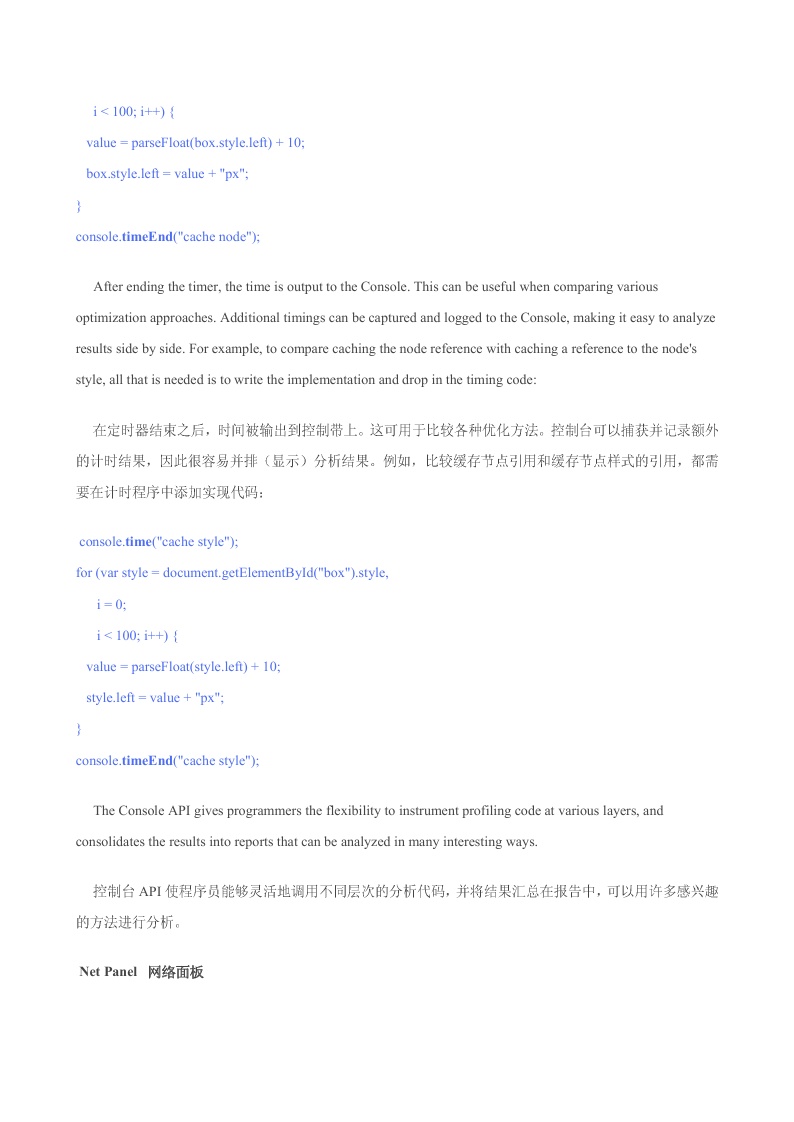 i < 100; i++) {
value = parseFloat(box.style.left) + 10;
box.style.left = value + "px";
}
console.timeEnd("cache node");
After ending the timer, the time is output to the Console. This can be useful when comparing various
optimization approaches. Additional timings can be captured and logged to the Console, making it easy to analyze
results side by side. For example, to compare caching the node reference with caching a reference to the node's
style, all that is needed is to write the implementation and drop in the timing code:
在定时器结束之后，时间被输出到控制带上。这可用于比较各种优化方法。控制台可以捕获并记录额外
的计时结果，因此很容易并排（显示）分析结果。例如，比较缓存节点引用和缓存节点样式的引用，都需
要在计时程序中添加实现代码：
console.time("cache style");
for (var style = document.getElementById("box").style,
i = 0;
i < 100; i++) {
value = parseFloat(style.left) + 10;
style.left = value + "px";
}
console.timeEnd("cache style");
The Console API gives programmers the flexibility to instrument profiling code at various layers, and
consolidates the results into reports that can be analyzed in many interesting ways.
控制台 API 使程序员能够灵活地调用不同层次的分析代码，并将结果汇总在报告中，可以用许多感兴趣
的方法进行分析。
Net Panel 网络面板